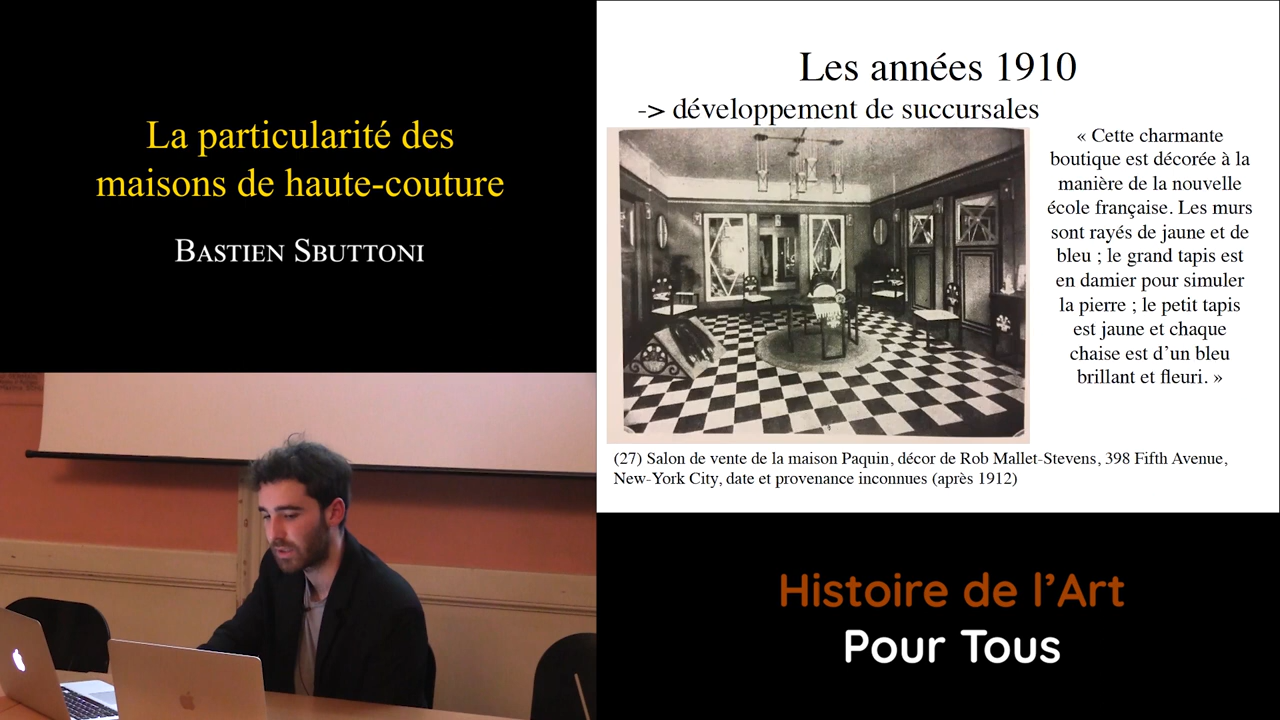 La particularité des
maisons de haute-couture
BASTIEN SBUTTONI
Les années 1910
-> développement de succursales
« Cette charmante
boutique est décorée à la
manière de la nouvelle
école française. Les murs
sont rayés de jaune et de
bleu ; le grand tapis est
en damier pour simuler
la pierre ; le petit tapis
est jaune et chaque
chaise est d’un bleu
brillant et fleuri. »
(27) Salon de vente de la maison Paquin, décor de Rob Mallet-Stevens, 398 Fifth Avenue,
New-York City, date et provenance inconnues (après 1912)
Histoire de l’Art
Pour Tous